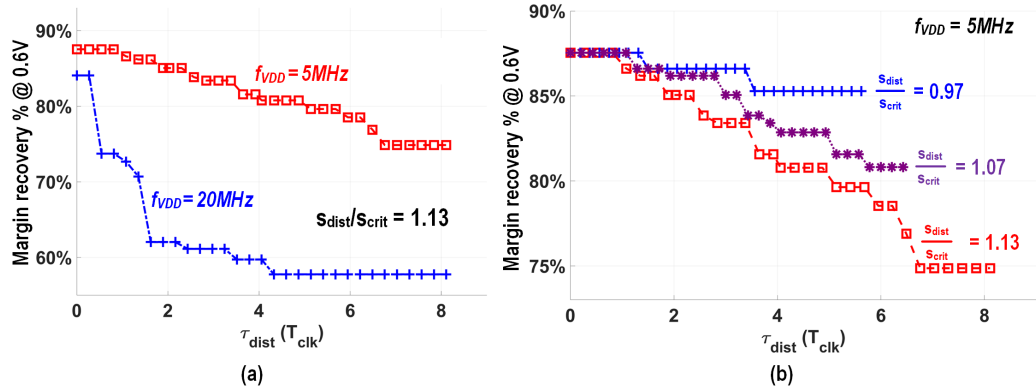 90%
80%
70%
60%
Margin recovery % @ 0.6V
f_VDD = 5MHz
f_VDD = 20MHz
s_dist/s_crit = 1.13
0 2 4 6 8
τ_dist (T_clk)
(a)
90%
85%
80%
75%
Margin recovery % @ 0.6V
f_VDD = 5MHz
s_dist
s_crit = 0.97
s_dist
s_crit = 1.07
s_dist
s_crit = 1.13
0 2 4 6 8
τ_dist (T_clk)
(b)